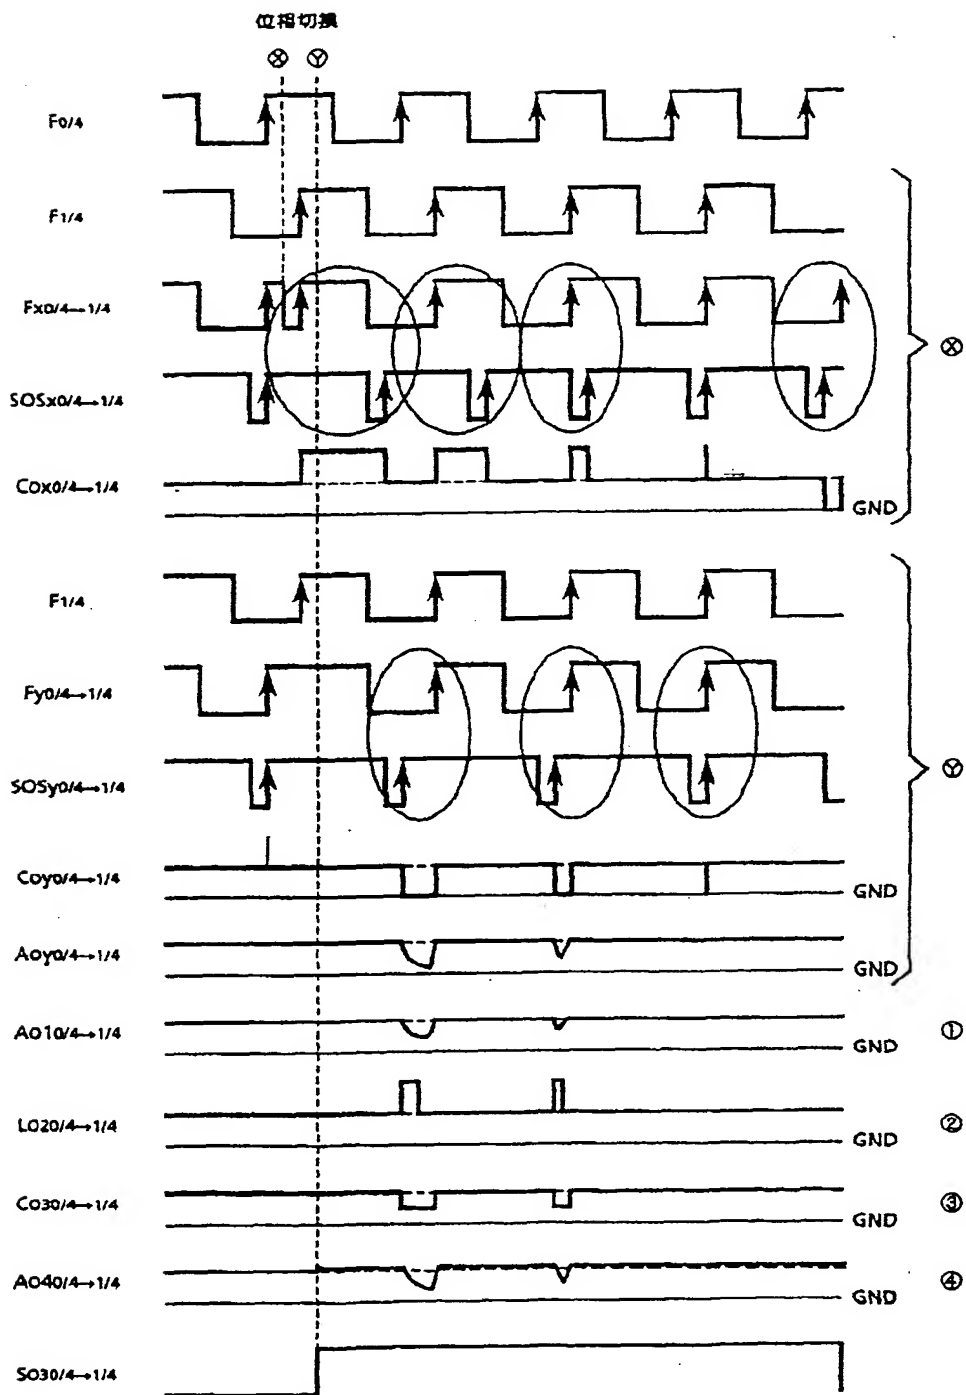 位相切換
Ⓧ Ⓨ
F0/4
F1/4
Fx0/4→1/4
SOSx0/4→1/4
Ⓧ
COx0/4→1/4
GND
F1/4
Fy0/4→1/4
SOSy0/4→1/4
Ⓨ
COy0/4→1/4
GND
AOy0/4→1/4
GND
AO10/4→1/4
GND
①
LO20/4→1/4
GND
②
CO30/4→1/4
GND
③
AO40/4→1/4
GND
④
SO30/4→1/4